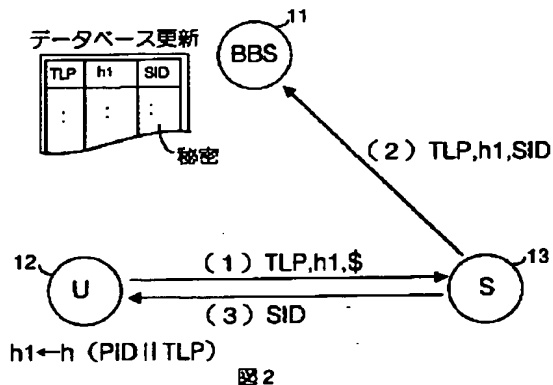 データベース更新
TLP h1 SID
: : :
秘密
11
BBS
(2) TLP,h1,SID
12
U
(1) TLP,h1,$
(3) SID
13
S
h1←h (PID||TLP)
図2